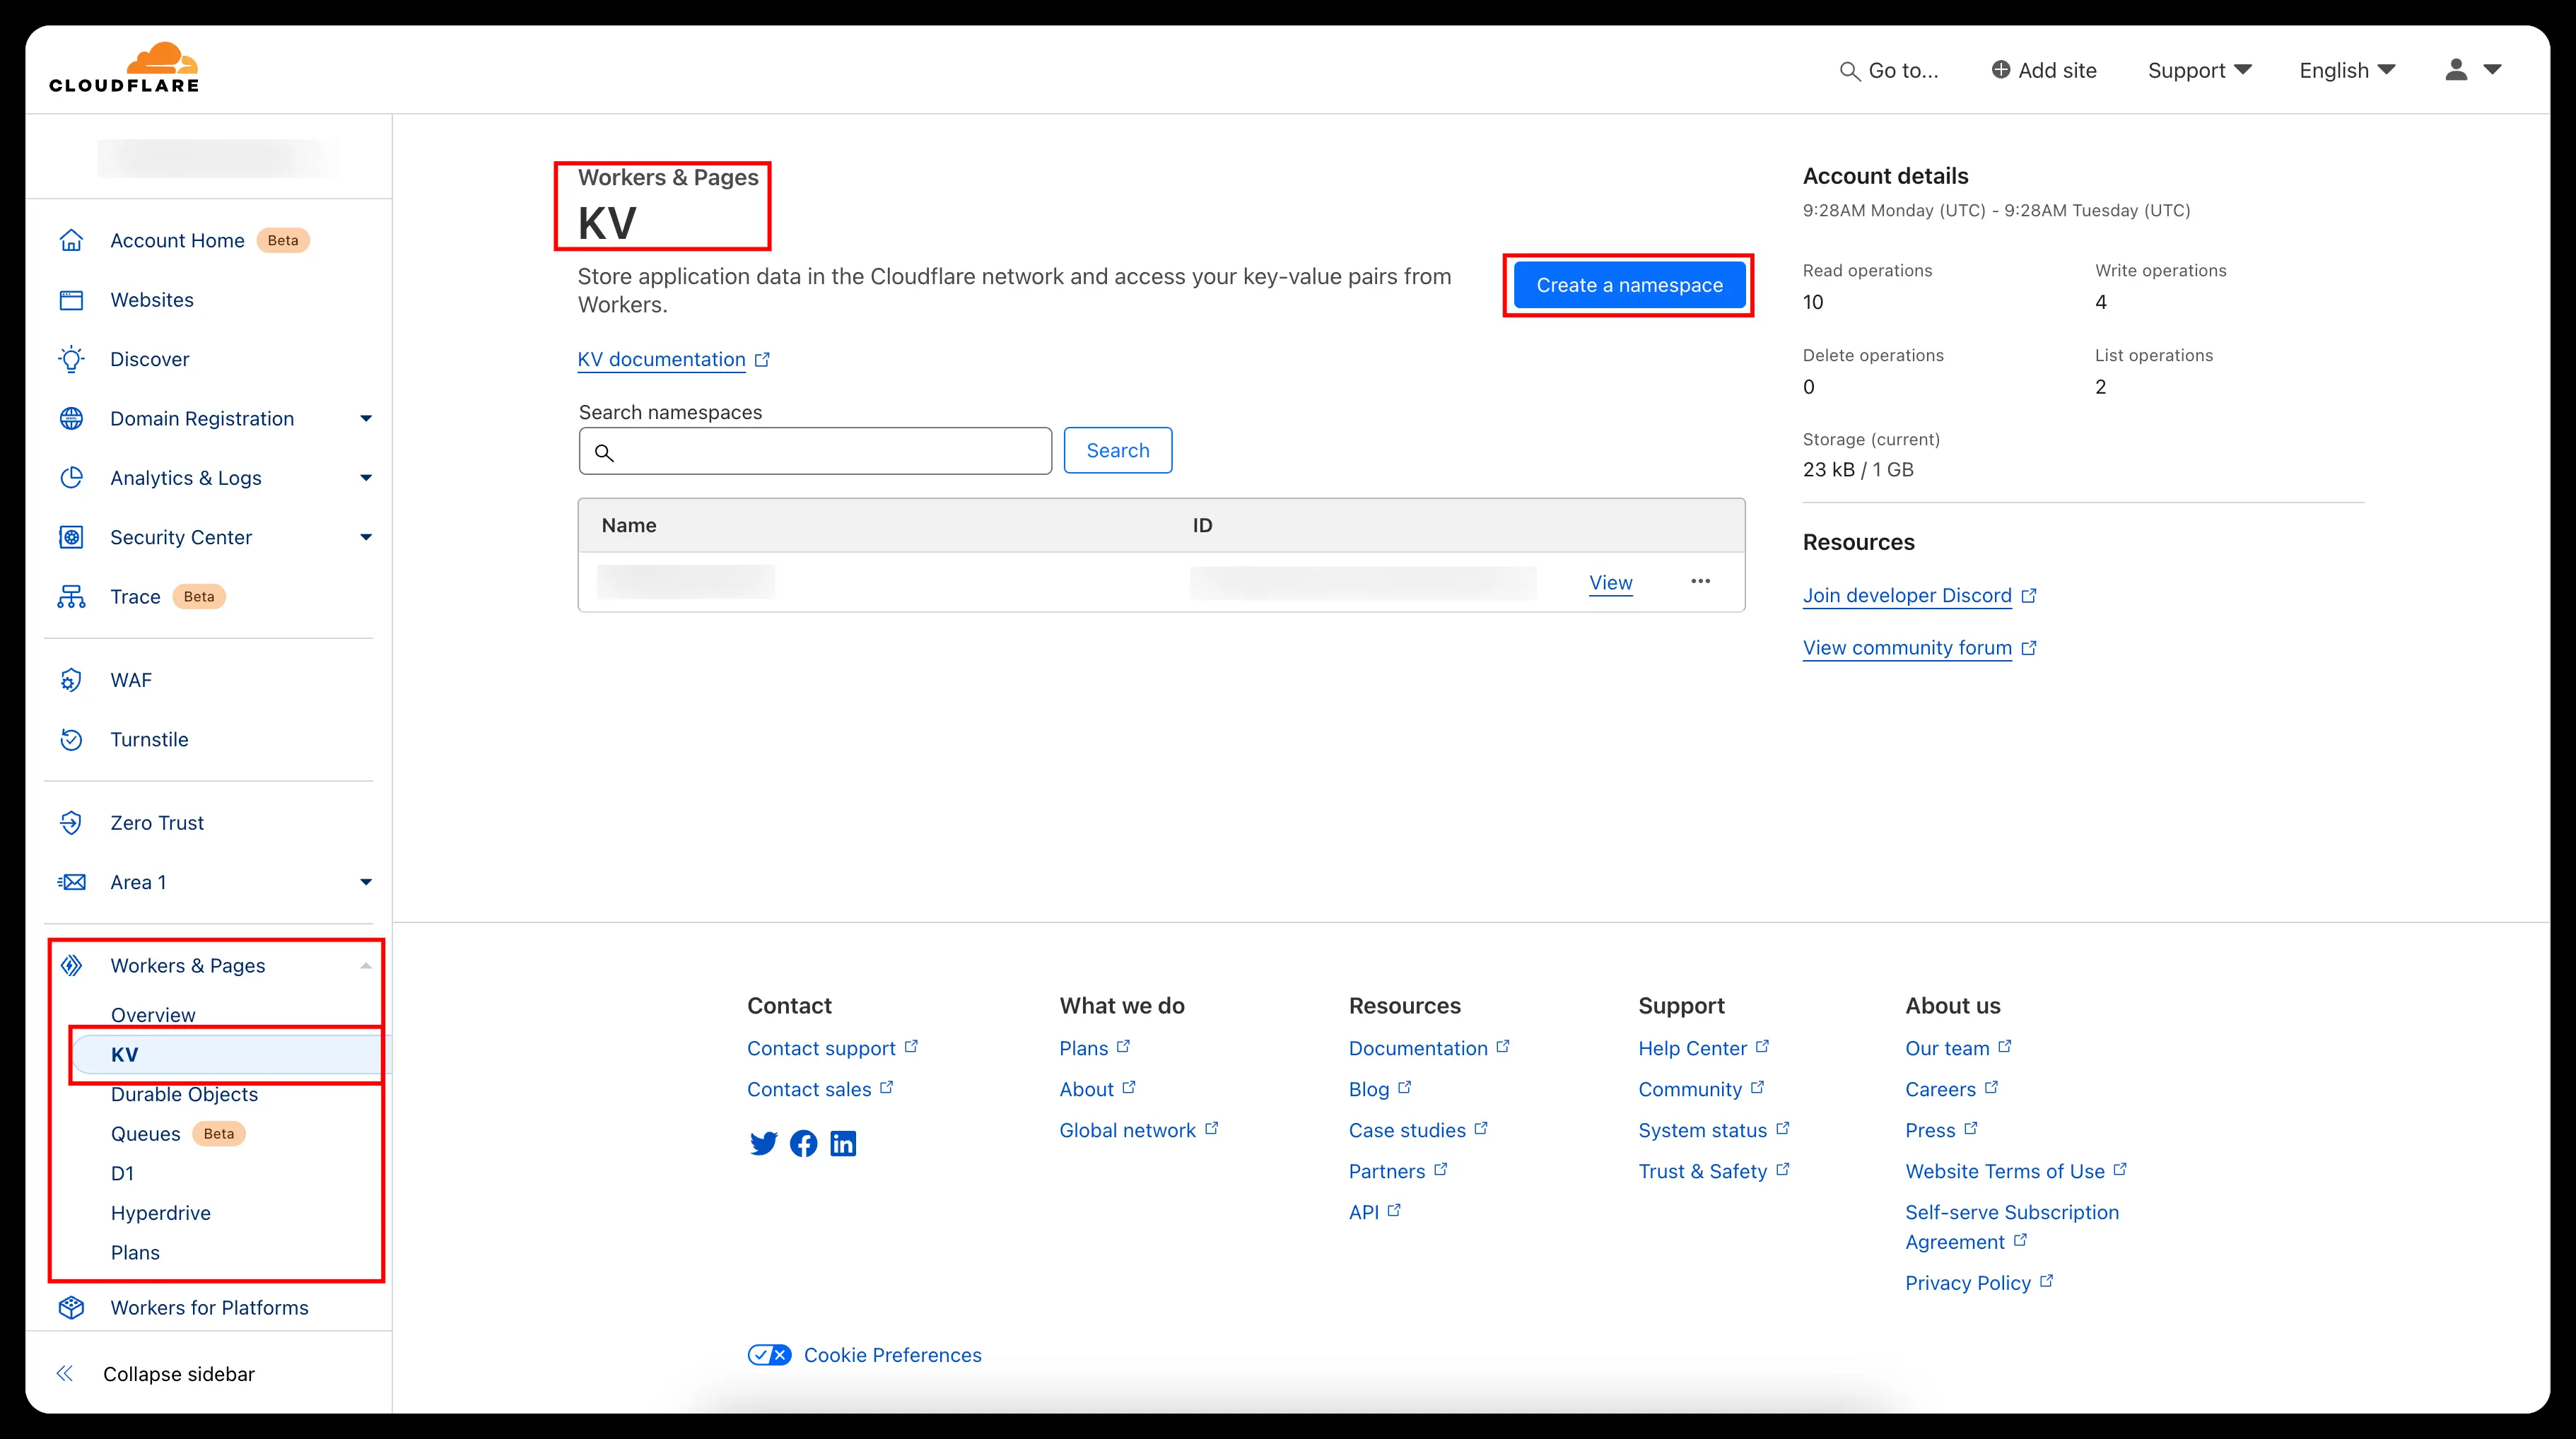 CLOUDFLARE
Go to...
Add site
Support
English
Account Home Beta
Websites
Discover
Domain Registration
Analytics & Logs
Security Center
Trace Beta
WAF
Turnstile
Zero Trust
Area 1
Workers & Pages
Overview
KV
Durable Objects
Queues Beta
D1
Hyperdrive
Plans
Workers for Platforms
Collapse sidebar
Workers & Pages
KV
Store application data in the Cloudflare network and access your key-value pairs from
Workers.
Create a namespace
KV documentation
Search namespaces
Search
Name ID
View
Account details
9:28AM Monday (UTC) - 9:28AM Tuesday (UTC)
Read operations Write operations
10 4
Delete operations List operations
0 2
Storage (current)
23 kB / 1 GB
Resources
Join developer Discord
View community forum
Contact
Contact support
Contact sales
What we do
Plans
About
Global network
Resources
Documentation
Blog
Case studies
Partners
API
Support
Help Center
Community
System status
Trust & Safety
About us
Our team
Careers
Press
Website Terms of Use
Self-serve Subscription
Agreement
Privacy Policy
Cookie Preferences